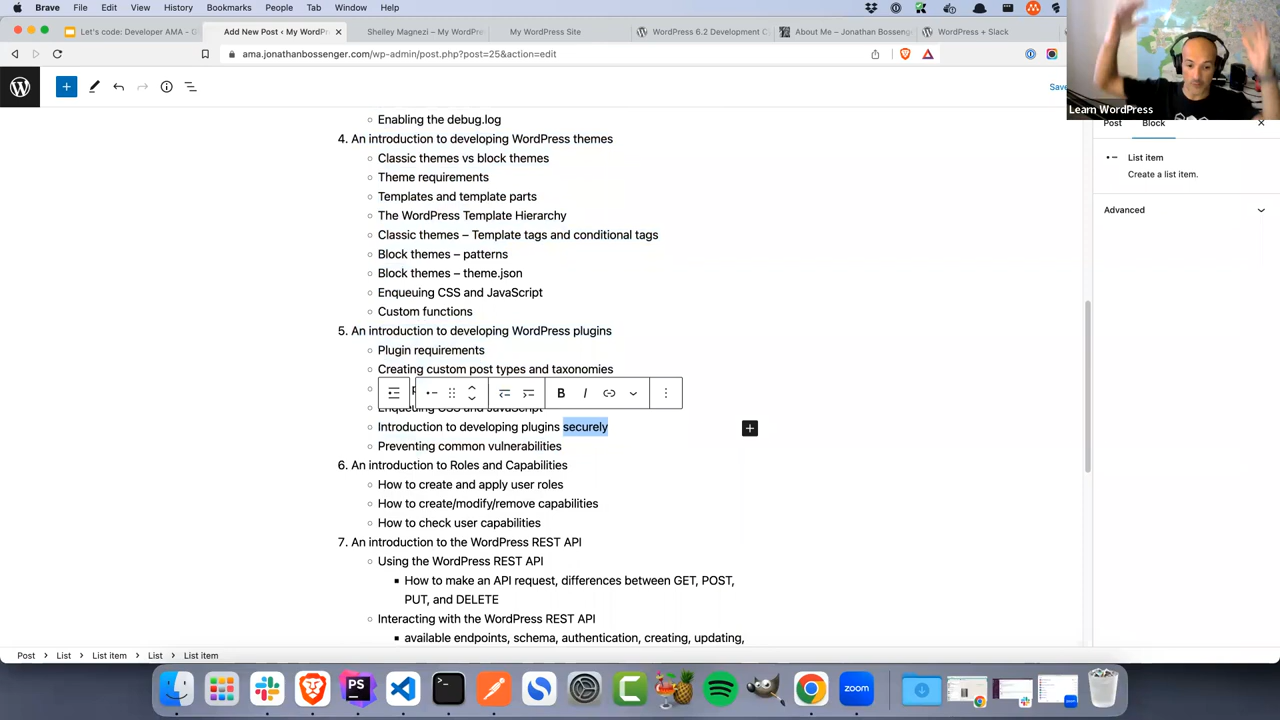 Brave File Edit View History Bookmarks People Tab Window Help
Let's code: Developer AMA - G
Add New Post ‹ My WordPr
Shelley Magnezi – My WordPre
My WordPress Site
WordPress 6.2 Development C
About Me – Jonathan Bosseng
WordPress + Slack
ama.jonathanbossenger.com/wp-admin/post.php?post=25&action=edit
Learn WordPress
Save
Post
Block
List item
Create a list item.
Advanced
Enabling the debug.log
4. An introduction to developing WordPress themes
Classic themes vs block themes
Theme requirements
Templates and template parts
The WordPress Template Hierarchy
Classic themes – Template tags and conditional tags
Block themes – patterns
Block themes – theme.json
Enqueuing CSS and JavaScript
Custom functions
5. An introduction to developing WordPress plugins
Plugin requirements
Creating custom post types and taxonomies
B I
Enqueuing CSS and JavaScript
Introduction to developing plugins securely
Preventing common vulnerabilities
6. An introduction to Roles and Capabilities
How to create and apply user roles
How to create/modify/remove capabilities
How to check user capabilities
7. An introduction to the WordPress REST API
Using the WordPress REST API
How to make an API request, differences between GET, POST,
PUT, and DELETE
Interacting with the WordPress REST API
available endpoints, schema, authentication, creating, updating,
Post > List > List item > List > List item
PS
zoom